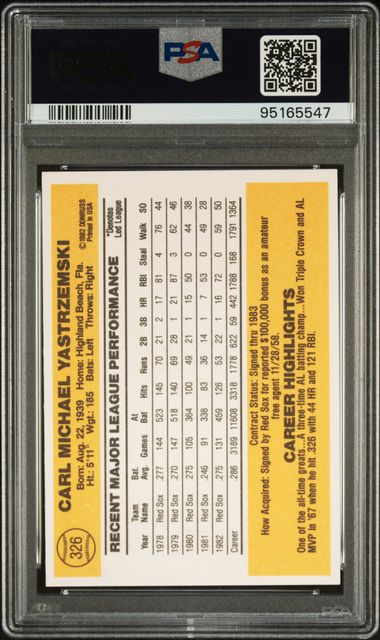 PSA
PSA
95165547
326
CARL MICHAEL YASTRZEMSKI
©1982 DONRUSS
Printed in USA
Born: Aug. 22, 1939 Home: Highland Beach, Fla.
Ht.: 5'11" Wgt.: 185 Bats: Left Throws: Right
RECENT MAJOR LEAGUE PERFORMANCE
*Denotes
Led League
Year Team Name Bat. Avg. Games At Bat Hits Runs 2B 3B HR RBI Steal Walk SO
1978 Red Sox .277 144 523 145 70 21 2 17 81 4 76 44
1979 Red Sox .270 147 518 140 69 28 1 21 87 3 62 46
1980 Red Sox .275 105 364 100 49 21 1 15 50 0 44 38
1981 Red Sox .246 91 338 83 36 14 1 7 53 0 49 28
1982 Red Sox .275 131 459 126 53 22 1 16 72 0 59 50
Career .286 3189 11608 3318 1778 622 59 442 1788 168 1791 1364
Contract Status: Signed thru 1983
How Acquired: Signed by Red Sox for reported $100,000 bonus as an amateur
free agent 11/28/58.
CAREER HIGHLIGHTS
One of the all-time greats...A three-time AL batting champ...Won Triple Crown and AL
MVP in '67 when he hit .326 with 44 HR and 121 RBI.